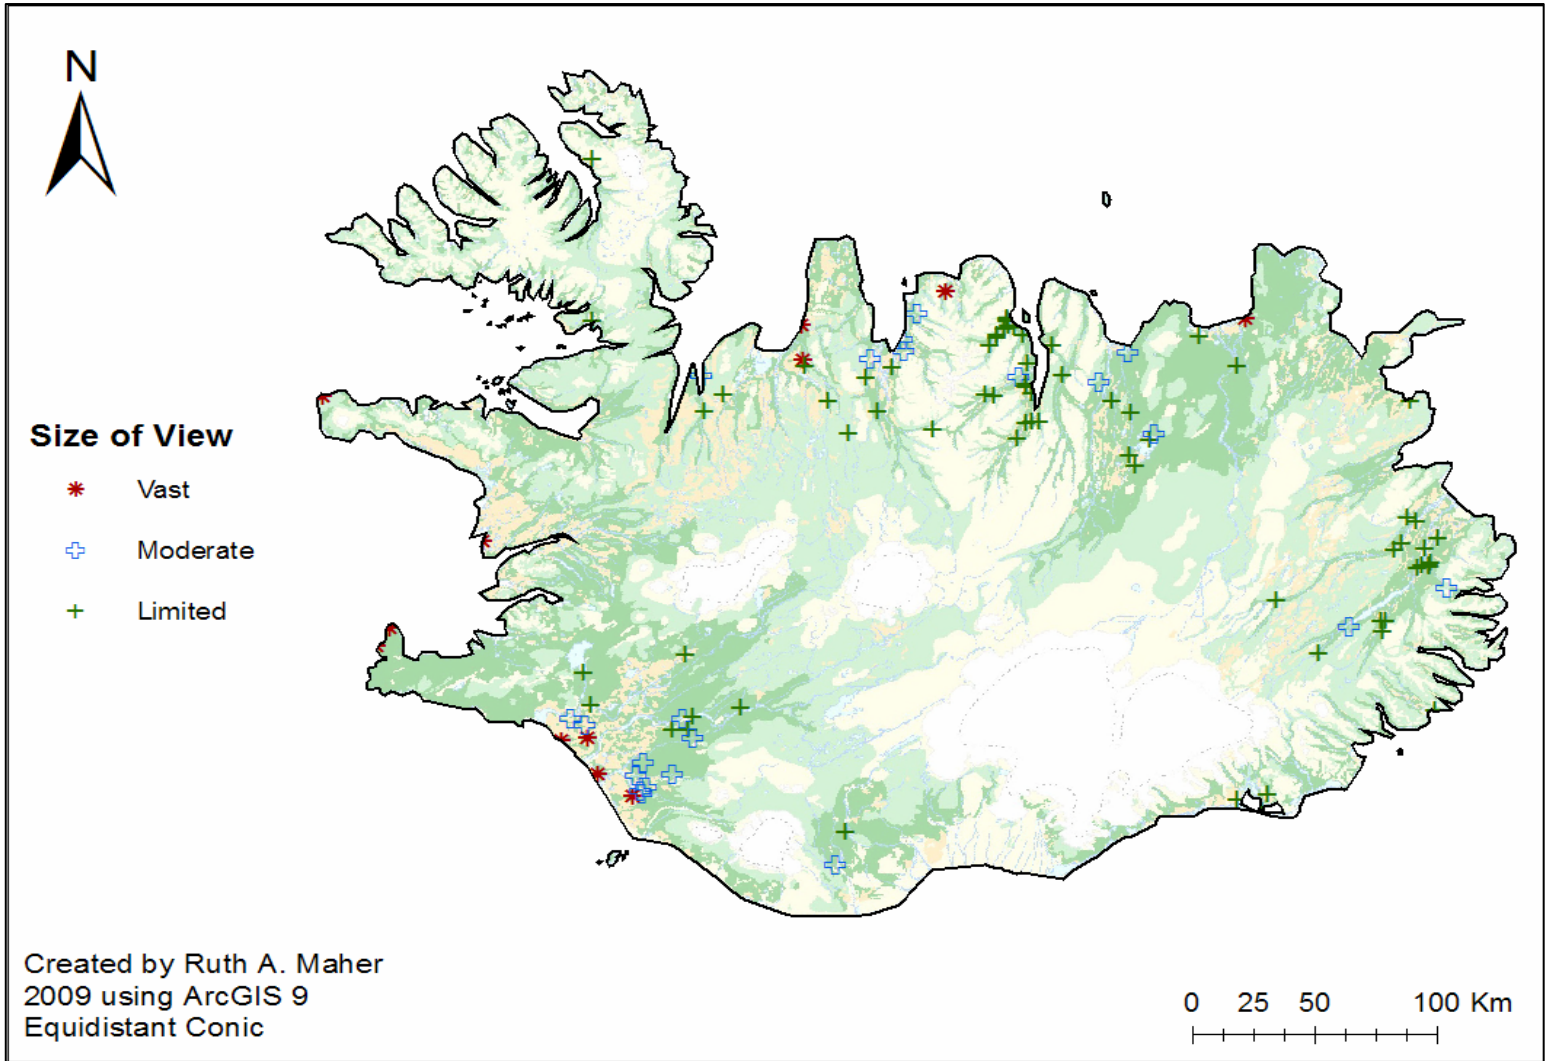 N
Size of View
Vast
Moderate
Limited
Created by Ruth A. Maher
2009 using ArcGIS 9
Equidistant Conic
0 25 50 100 Km